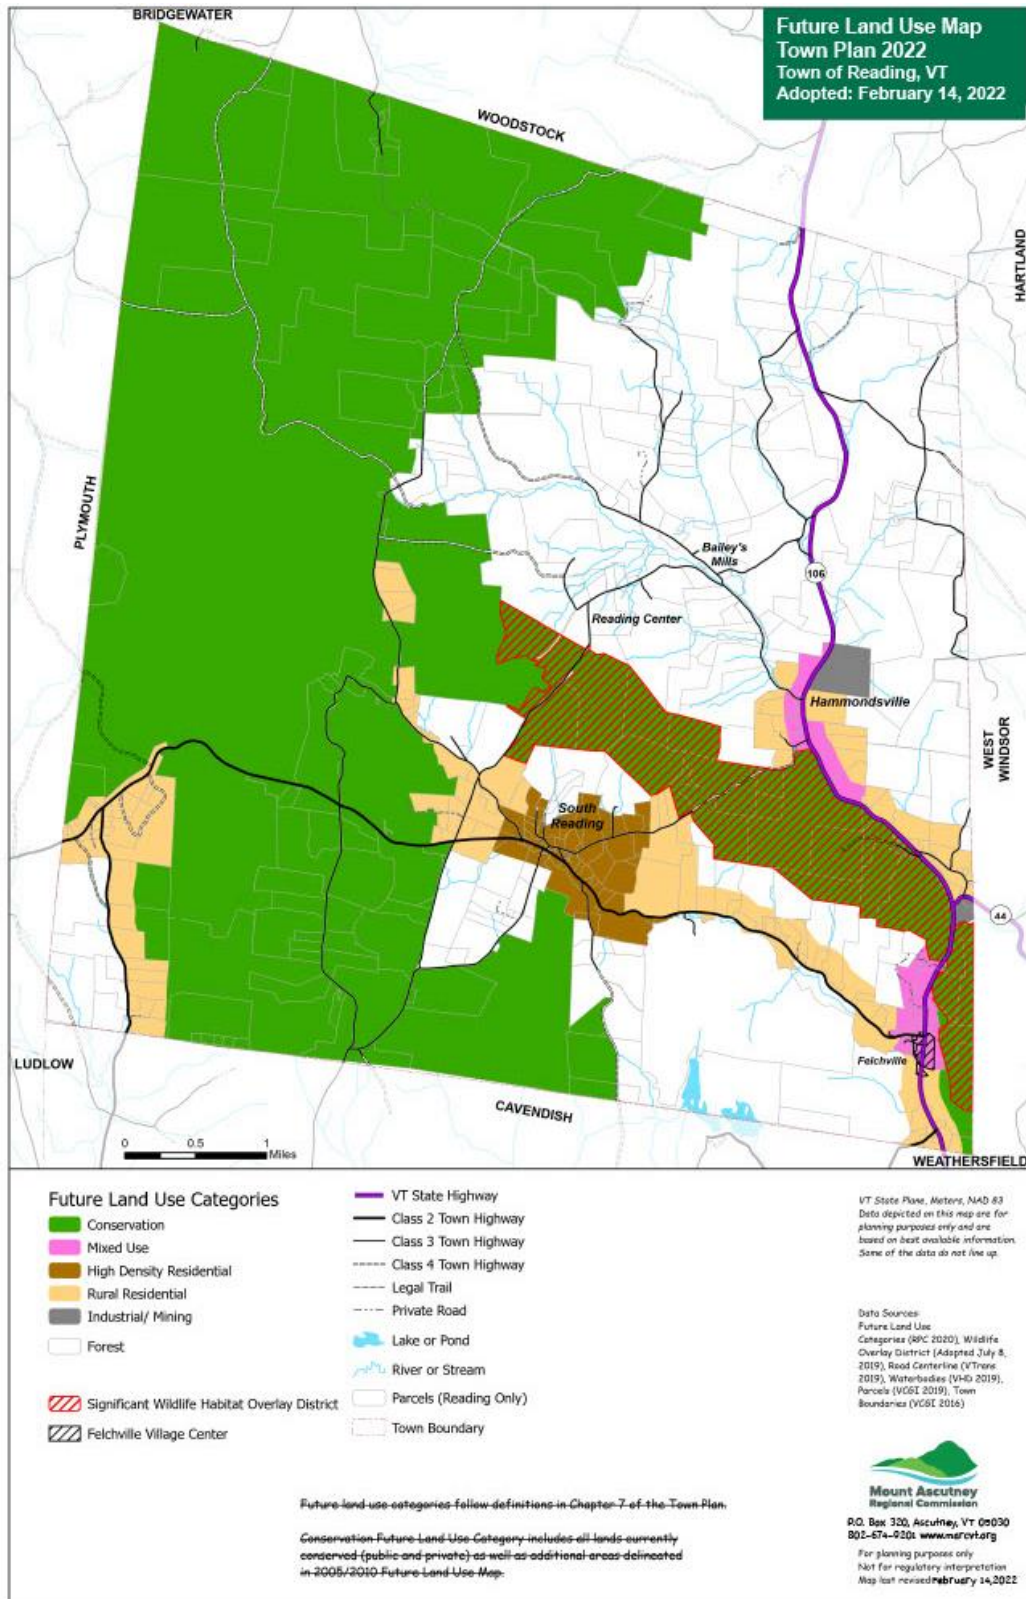 BRIDGEWATER
Future Land Use Map
Town Plan 2022
Town of Reading, VT
Adopted: February 14, 2022
WOODSTOCK
HARTLAND
PLYMOUTH
Bailey's
Mills
106
Reading Center
Hammondsville
WEST
WINDSOR
South
Reading
44
Felchville
LUDLOW
CAVENDISH
0 0.5 1
Miles
WEATHERSFIELD
Future Land Use Categories
Conservation
Mixed Use
High Density Residential
Rural Residential
Industrial/ Mining
Forest
Significant Wildlife Habitat Overlay District
Felchville Village Center
VT State Highway
Class 2 Town Highway
Class 3 Town Highway
Class 4 Town Highway
Legal Trail
Private Road
Lake or Pond
River or Stream
Parcels (Reading Only)
Town Boundary
VT State Plane, Meters, NAD 83
Data depicted on this map are for
planning purposes only and are
based on best available information.
Some of the data do not line up.
Data Sources:
Future Land Use
Categories (RPC 2020), Wildlife
Overlay District (Adopted July 8,
2019), Road Centerline (VTrans
2019), Waterbodies (VHD 2019),
Parcels (VCGI 2019), Town
Boundaries (VCGI 2016)
Future land use categories follow definitions in Chapter 7 of the Town Plan.
Conservation Future Land Use Category includes all lands currently
conserved (public and private) as well as additional areas delineated
in 2005/2010 Future Land Use Map.
Mount Ascutney
Regional Commission
P.O. Box 320, Ascutney, VT 05030
802-674-9201 www.marcvt.org
For planning purposes only
Not for regulatory interpretation
Map last revised February 14, 2022